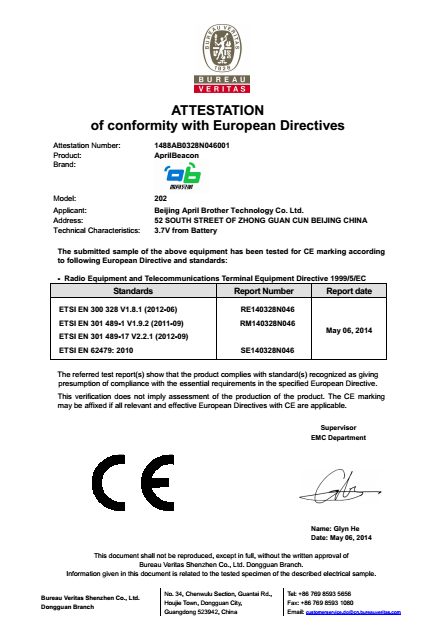 BUREAU VERITAS
1828
BUREAU
VERITAS
ATTESTATION
of conformity with European Directives
Attestation Number: 1488AB0328N046001
Product: AprilBeacon
Brand:
Model: 202
Applicant: Beijing April Brother Technology Co. Ltd.
Address: 52 SOUTH STREET OF ZHONG GUAN CUN BEIJING CHINA
Technical Characteristics: 3.7V from Battery
The submitted sample of the above equipment has been tested for CE marking according
to following European Directive and standards:
- Radio Equipment and Telecommunications Terminal Equipment Directive 1999/5/EC
Standards Report Number Report date
ETSI EN 300 328 V1.8.1 (2012-06) RE140328N046
ETSI EN 301 489-1 V1.9.2 (2011-09) RM140328N046
May 06, 2014
ETSI EN 301 489-17 V2.2.1 (2012-09)
ETSI EN 62479: 2010 SE140328N046
The referred test report(s) show that the product complies with standard(s) recognized as giving
presumption of compliance with the essential requirements in the specified European Directive.
This verification does not imply assessment of the production of the product. The CE marking
may be affixed if all relevant and effective European Directives with CE are applicable.
Supervisor
EMC Department
CE
Name: Glyn He
Date: May 06, 2014
This document shall not be reproduced, except in full, without the written approval of
Bureau Veritas Shenzhen Co., Ltd. Dongguan Branch.
Information given in this document is related to the tested specimen of the described electrical sample.
Bureau Veritas Shenzhen Co., Ltd.
Dongguan Branch
No. 34, Chenwulu Section, Guantai Rd.,
Houjie Town, Dongguan City,
Guangdong 523942, China
Tel: +86 769 8593 5656
Fax: +86 769 8593 1080
Email: customerservice.dg@cn.bureauveritas.com